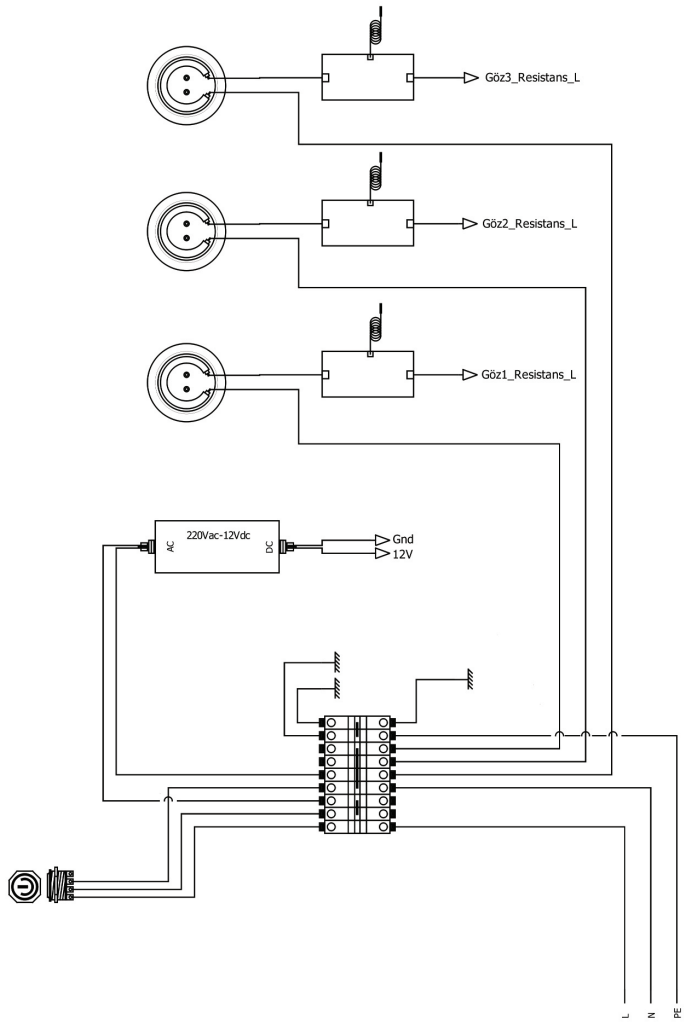 Göz3_Resistans_L
Göz2_Resistans_L
Göz1_Resistans_L
220Vac-12Vdc
AC
DC
Gnd
12V
L
N
PE